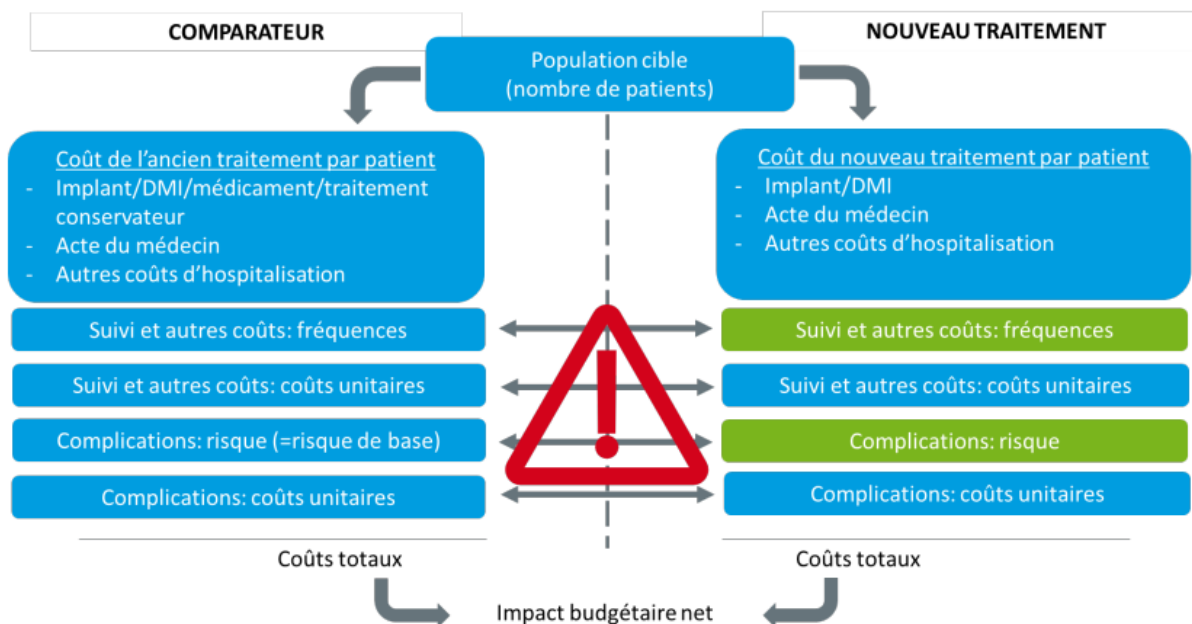 COMPARATEUR
NOUVEAU TRAITEMENT
Population cible
(nombre de patients)
Coût de l'ancien traitement par patient
- Implant/DMI/médicament/traitement
conservateur
- Acte du médecin
- Autres coûts d'hospitalisation
Coût du nouveau traitement par patient
- Implant/DMI
- Acte du médecin
- Autres coûts d'hospitalisation
Suivi et autres coûts: fréquences
Suivi et autres coûts: fréquences
Suivi et autres coûts: coûts unitaires
Suivi et autres coûts: coûts unitaires
Complications: risque (=risque de base)
Complications: risque
Complications: coûts unitaires
Complications: coûts unitaires
Coûts totaux
Coûts totaux
Impact budgétaire net